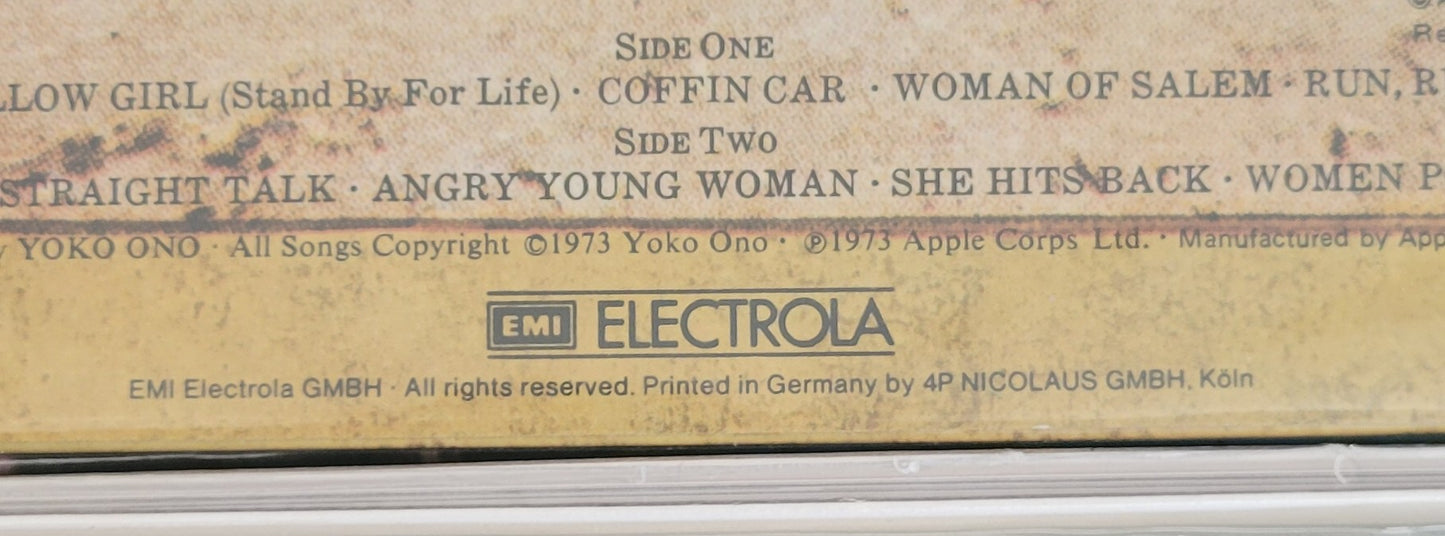 Re
SIDE ONE
LLOW GIRL (Stand By For Life) · COFFIN CAR · WOMAN OF SALEM · RUN, R
SIDE TWO
STRAIGHT TALK · ANGRY YOUNG WOMAN · SHE HITS BACK · WOMEN P
YOKO ONO · All Songs Copyright ©1973 Yoko Ono · ℗1973 Apple Corps Ltd. · Manufactured by App
EMI ELECTROLA
EMI Electrola GMBH · All rights reserved. Printed in Germany by 4P NICOLAUS GMBH, Köln